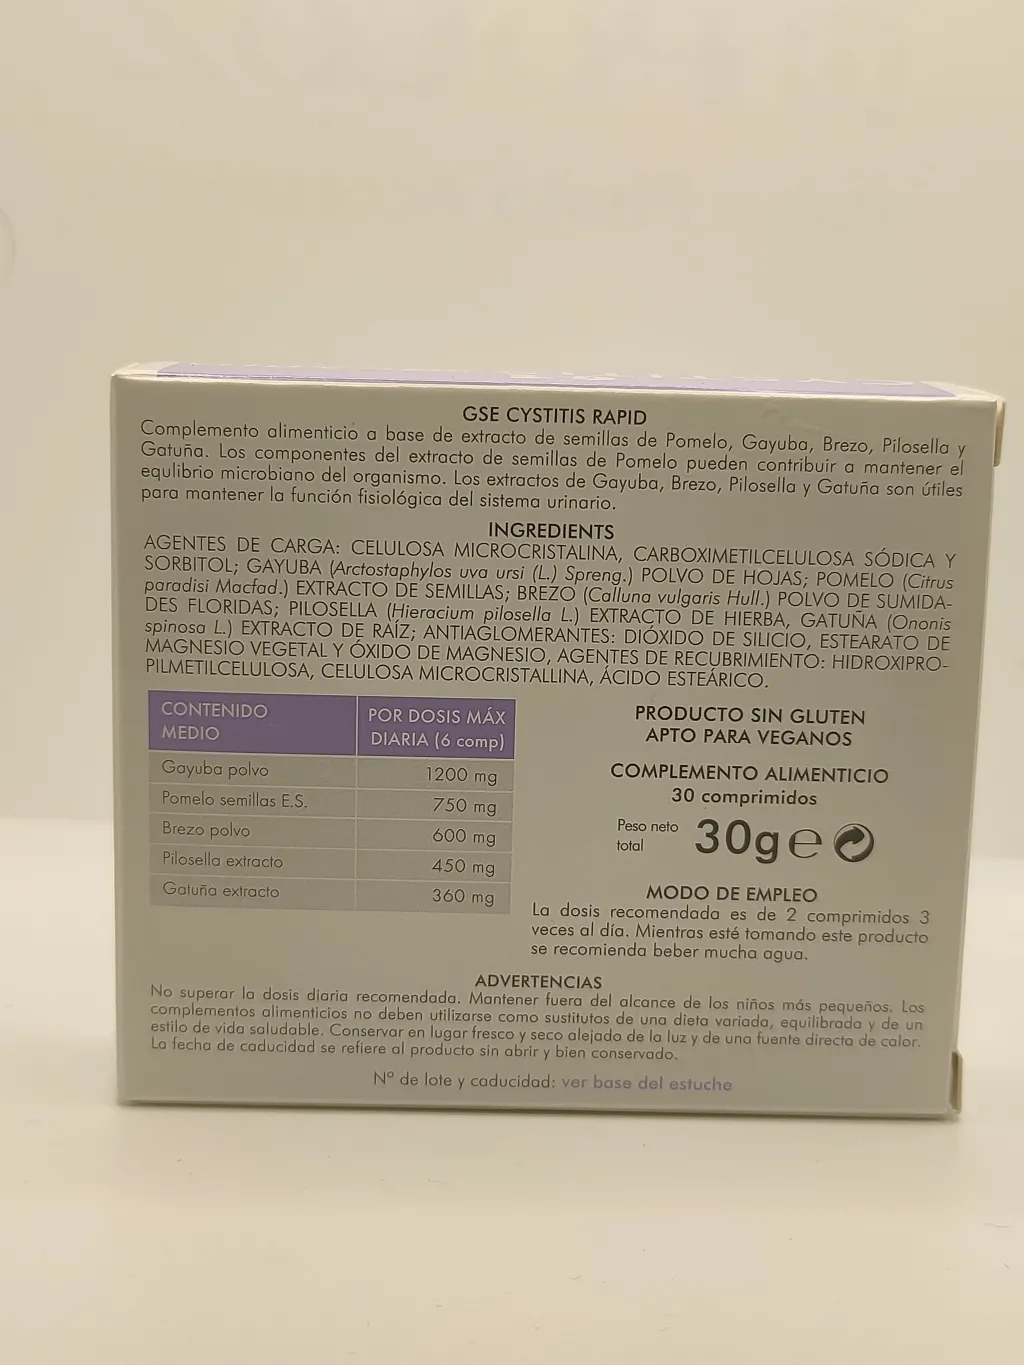 GSE CYSTITIS RAPID
Complemento alimenticio a base de extracto de semillas de Pomelo, Gayuba, Brezo, Pilosella y
Gatuña. Los componentes del extracto de semillas de Pomelo pueden contribuir a mantener el
equlibrio microbiano del organismo. Los extractos de Gayuba, Brezo, Pilosella y Gatuña son útiles
para mantener la función fisiológica del sistema urinario.
INGREDIENTS
AGENTES DE CARGA: CELULOSA MICROCRISTALINA, CARBOXIMETILCELULOSA SÓDICA Y
SORBITOL; GAYUBA (Arctostaphylos uva ursi (L.) Spreng.) POLVO DE HOJAS; POMELO (Citrus
paradisi Macfad.) EXTRACTO DE SEMILLAS; BREZO (Calluna vulgaris Hull.) POLVO DE SUMIDA-
DES FLORIDAS; PILOSELLA (Hieracium pilosella L.) EXTRACTO DE HIERBA, GATUÑA (Ononis
spinosa L.) EXTRACTO DE RAÍZ; ANTIAGLOMERANTES: DIÓXIDO DE SILICIO, ESTEARATO DE
MAGNESIO VEGETAL Y ÓXIDO DE MAGNESIO, AGENTES DE RECUBRIMIENTO: HIDROXIPRO-
PILMETILCELULOSA, CELULOSA MICROCRISTALLINA, ÁCIDO ESTEÁRICO.
CONTENIDO
MEDIO
POR DOSIS MÁX
DIARIA (6 comp)
Gayuba polvo 1200 mg
Pomelo semillas E.S. 750 mg
Brezo polvo 600 mg
Pilosella extracto 450 mg
Gatuña extracto 360 mg
PRODUCTO SIN GLUTEN
APTO PARA VEGANOS
COMPLEMENTO ALIMENTICIO
30 comprimidos
Peso neto
total
30g e
MODO DE EMPLEO
La dosis recomendada es de 2 comprimidos 3
veces al día. Mientras esté tomando este producto
se recomienda beber mucha agua.
ADVERTENCIAS
No superar la dosis diaria recomendada. Mantener fuera del alcance de los niños más pequeños. Los
complementos alimenticios no deben utilizarse como sustitutos de una dieta variada, equilibrada y de un
estilo de vida saludable. Conservar en lugar fresco y seco alejado de la luz y de una fuente directa de calor.
La fecha de caducidad se refiere al producto sin abrir y bien conservado.
Nº de lote y caducidad: ver base del estuche